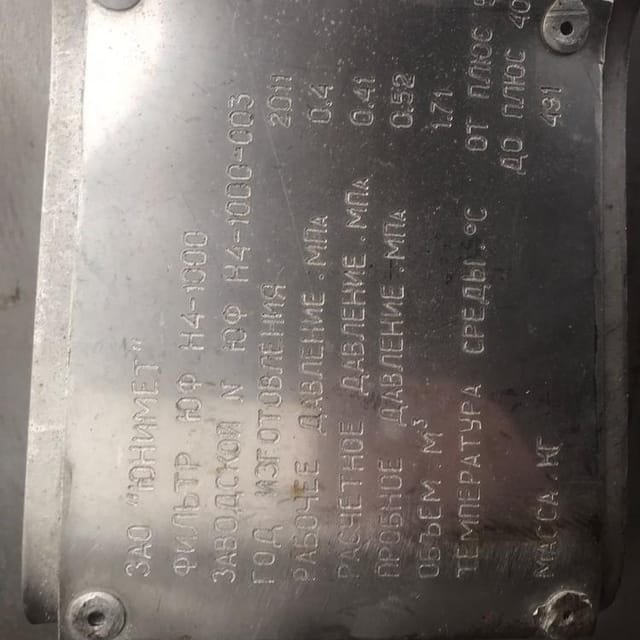 ЗАО "ЮНИМЕТ"
ФИЛЬТР ЮФ Н4-1000
ЗАВОДСКОЙ N ЮФ Н4-1000-003
ГОД ИЗГОТОВЛЕНИЯ 2011
РАБОЧЕЕ ДАВЛЕНИЕ .МПА 0.4
РАСЧЕТНОЕ ДАВЛЕНИЕ .МПА 0.41
ПРОБНОЕ ДАВЛЕНИЕ .МПА 0.52
ОБЪЕМ .М³ 1.71
ТЕМПЕРАТУРА СРЕДЫ .°С ОТ ПЛЮС
ДО ПЛЮС 40
МАССА .КГ 481